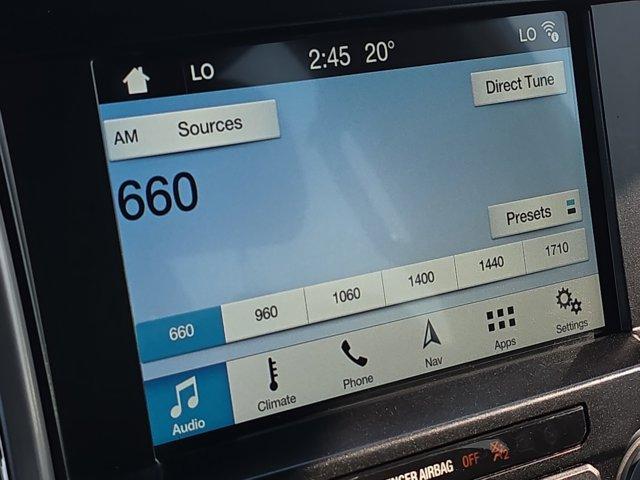 LO 2:45 20° LO
AM Sources Direct Tune
660
Presets
660 960 1060 1400 1440 1710
Audio Climate Phone Nav Apps Settings
AIRBAG OFF 2